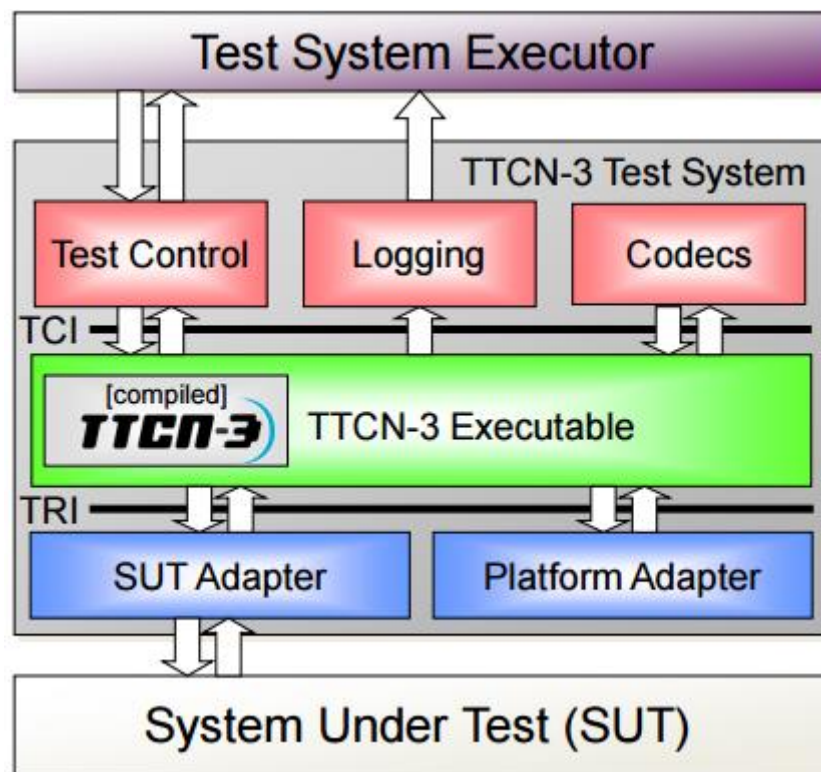 Test System Executor
TTCN-3 Test System
Test Control
Logging
Codecs
TCI
[compiled]
TTCN-3
TTCN-3 Executable
TRI
SUT Adapter
Platform Adapter
System Under Test (SUT)